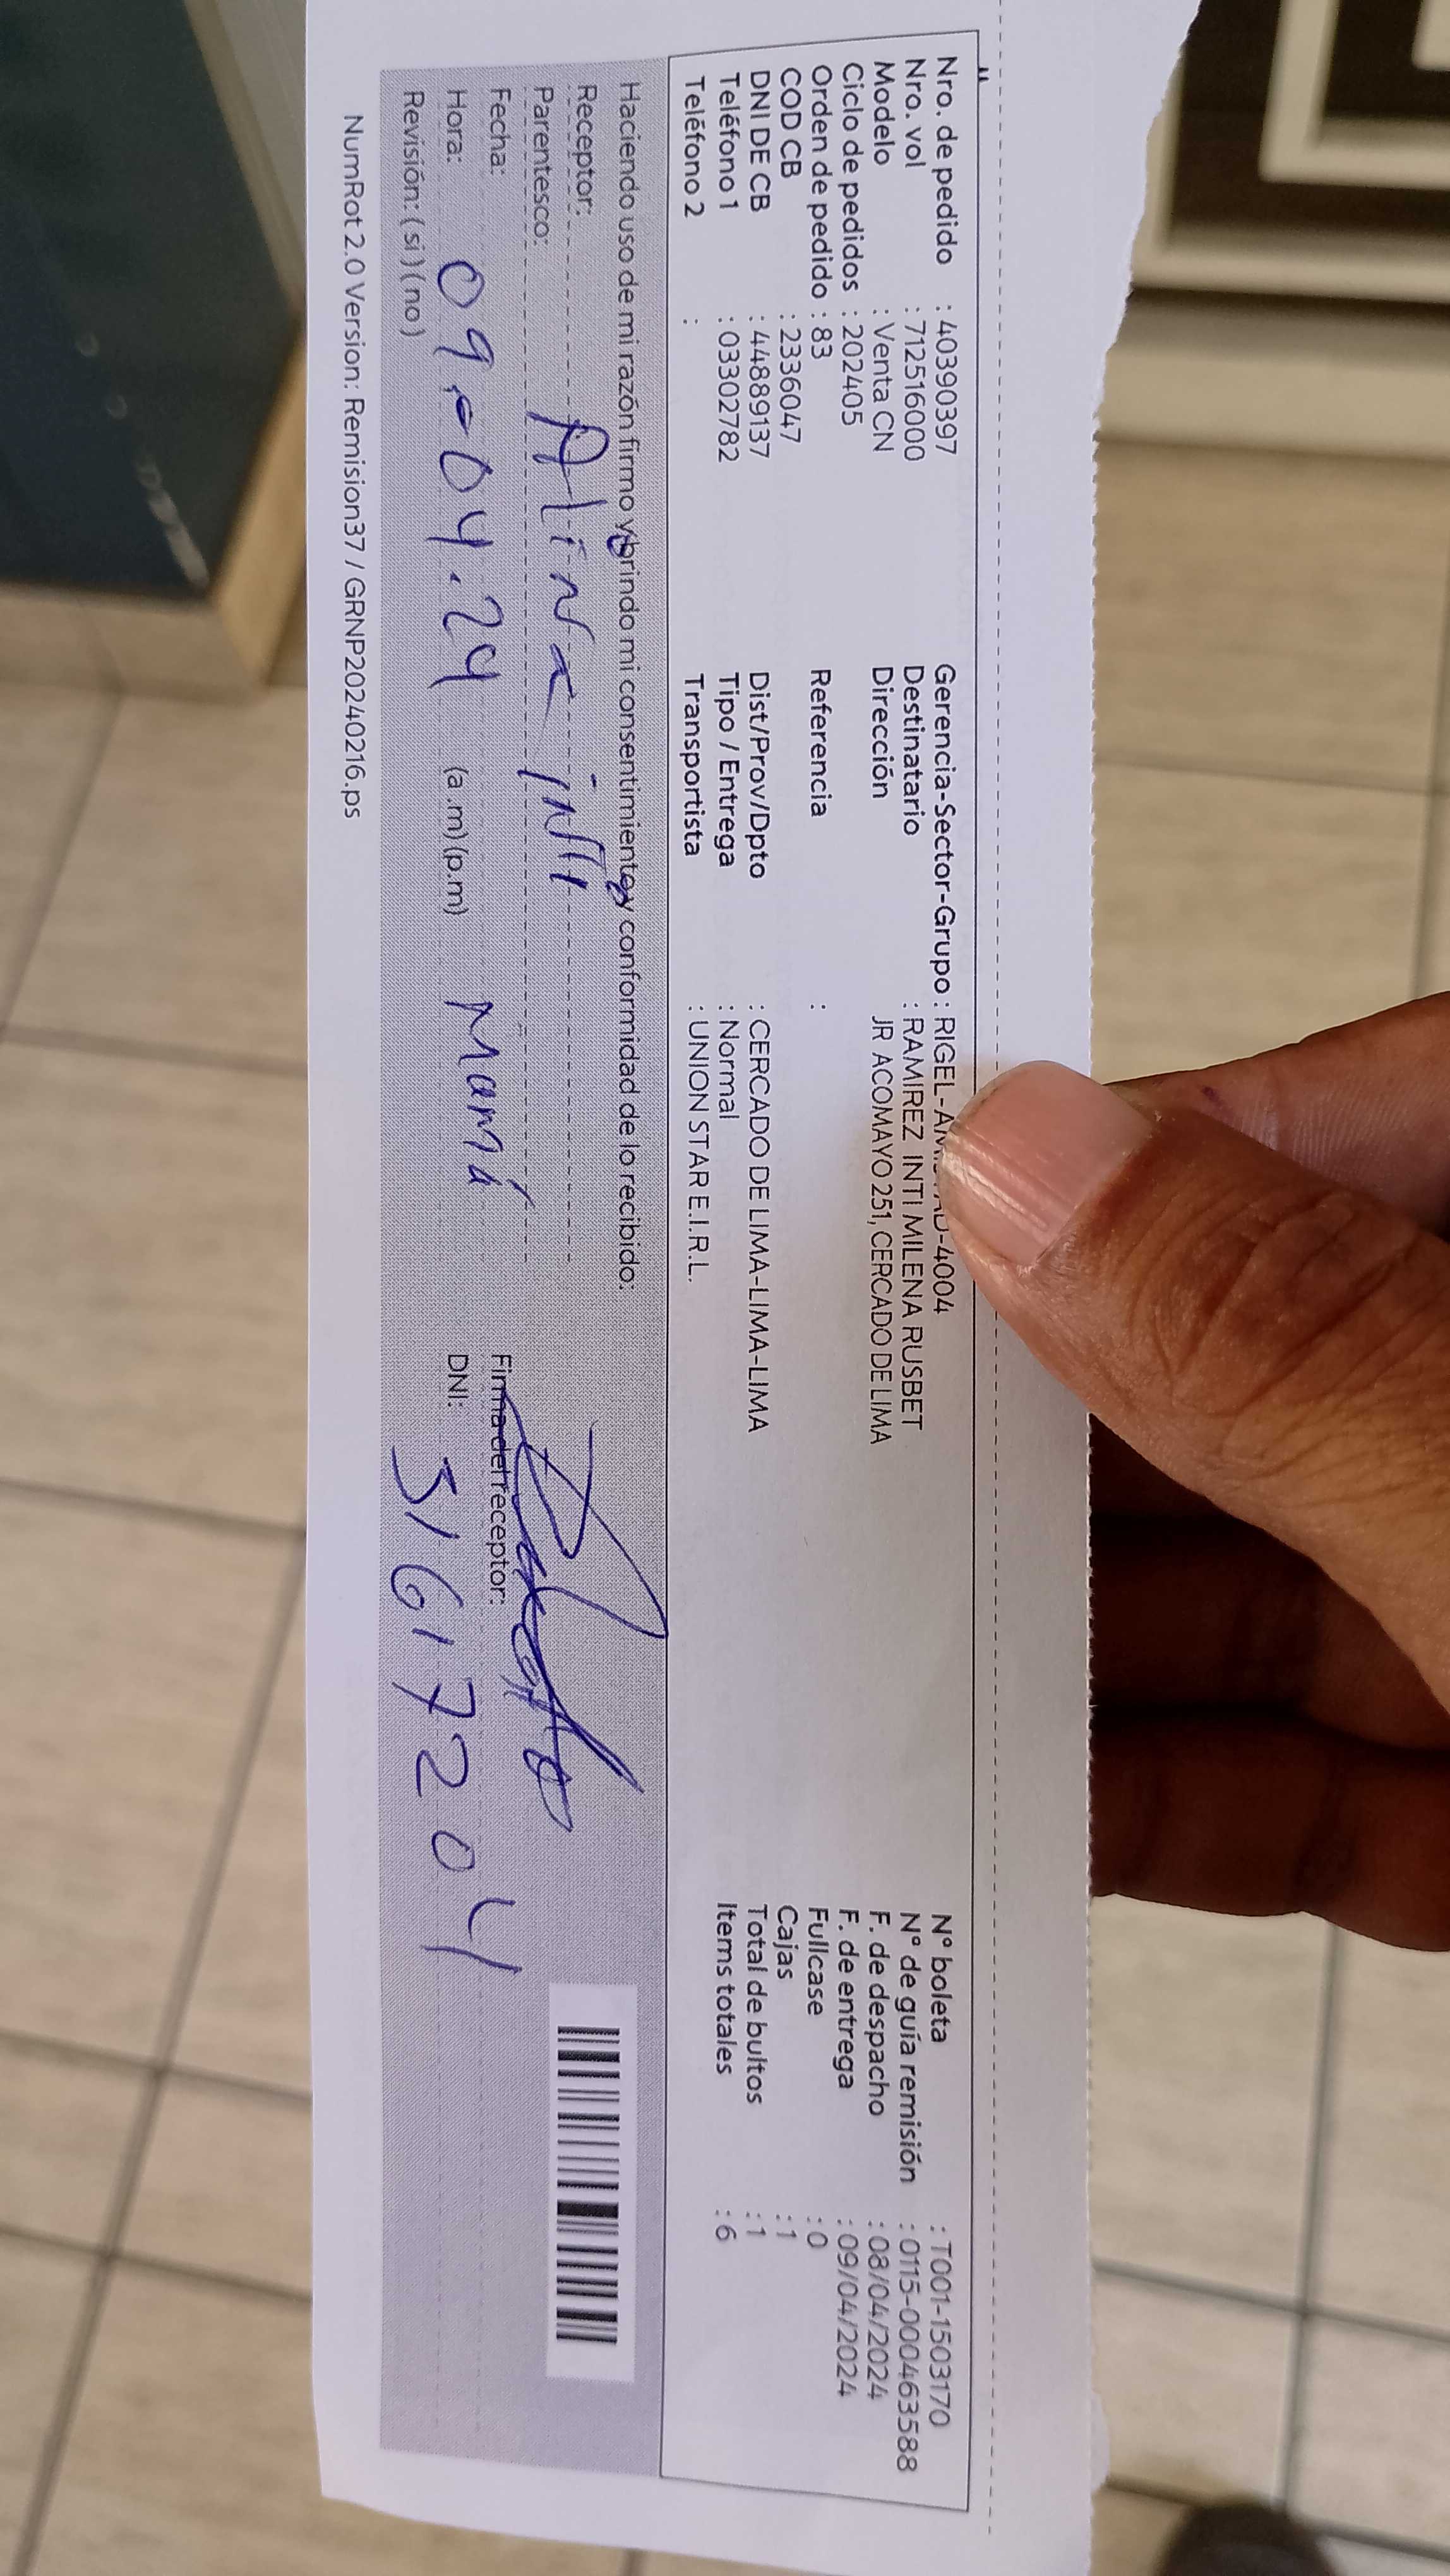 Nro. de pedido : 40390397
Nro. vol : 712516000
Modelo : Venta CN
Ciclo de pedidos : 202405
Orden de pedido : 83
COD CB : 2336047
DNI DE CB : 44889137
Teléfono 1 : 03302782
Teléfono 2 :
Gerencia-Sector-Grupo : RIGEL- -4004
Destinatario : RAMIREZ INTI MILENA RUSBET
Dirección JR ACOMAYO 251, CERCADO DE LIMA
Referencia :
Dist/Prov/Dpto : CERCADO DE LIMA-LIMA-LIMA
Tipo / Entrega : Normal
Transportista : UNION STAR E.I.R.L.
N° boleta : T001-1503170
N° de guía remisión : 0115-000463588
F. de despacho : 08/04/2024
F. de entrega : 09/04/2024
Fullcase : 0
Cajas : 1
Total de bultos : 1
Items totales : 6
Haciendo uso de mi razón firmo y brindo mi consentimiento y conformidad de lo recibido:
Receptor: Alina inti
Parentesco:
Fecha:
Hora: 09-04.24 (a.m)(p.m) Mamá
Revisión: (si)(no)
Firma del receptor:
DNI: 31617204
NumRot 2.0 Version: Remision37 / GRNP20240216.ps